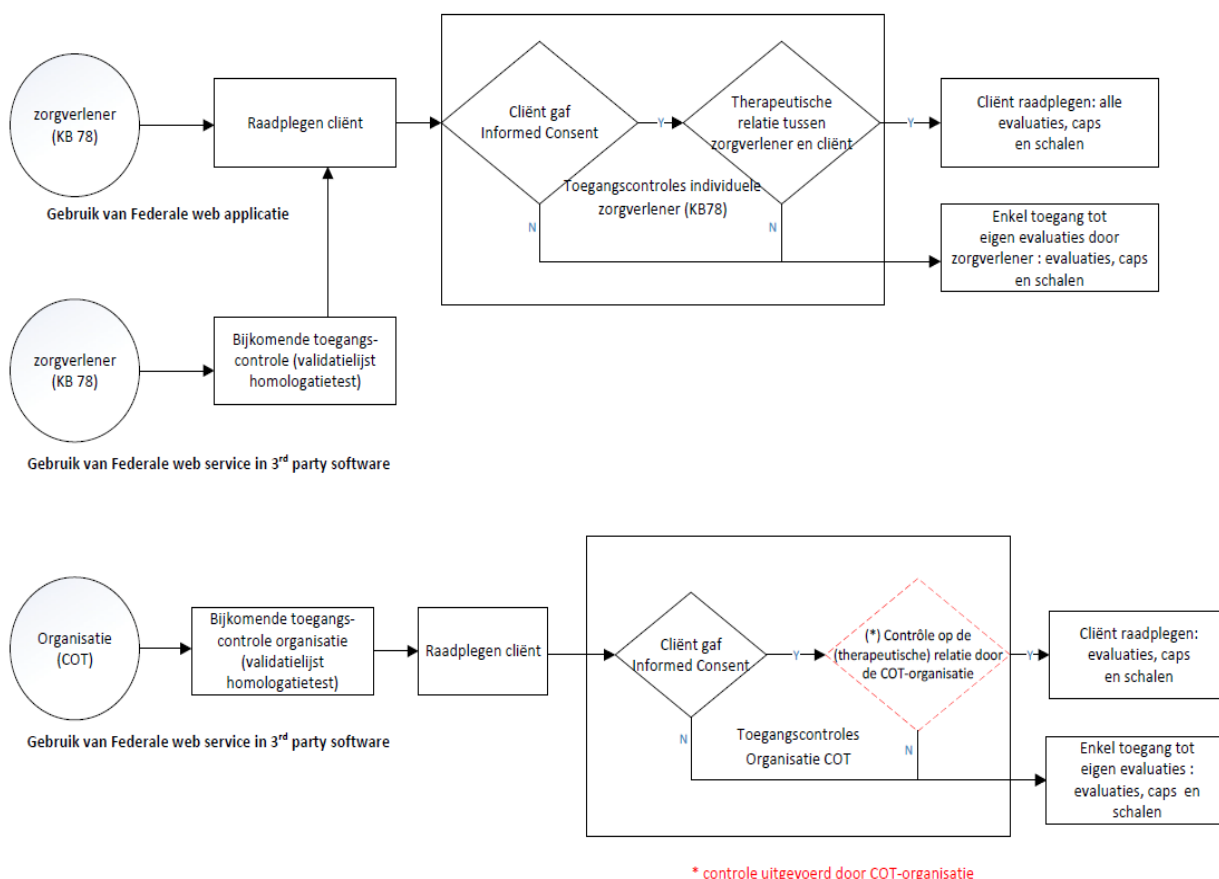 zorgverlener
(KB 78)
Gebruik van Federale web applicatie
Raadplegen cliënt
Cliënt gaf
Informed Consent
Y
Therapeutische
relatie tussen
zorgverlener en cliënt
Y
Toegangscontroles individuele
zorgverlener (KB78)
N
N
Cliënt raadplegen: alle
evaluaties, caps
en schalen
Enkel toegang tot
eigen evaluaties door
zorgverlener : evaluaties, caps
en schalen
zorgverlener
(KB 78)
Bijkomende toegangs-
controle (validatielijst
homologatietest)
Gebruik van Federale web service in 3rd party software
Organisatie
(COT)
Bijkomende toegangs-
controle organisatie
(validatielijst
homologatietest)
Raadplegen cliënt
Cliënt gaf
Informed Consent
Y
(*) Contrôle op de
(therapeutische) relatie door
de COT-organisatie
Y
Toegangscontroles
Organisatie COT
N
N
Cliënt raadplegen:
evaluaties, caps
en schalen
Enkel toegang tot
eigen evaluaties :
evaluaties, caps en
schalen
Gebruik van Federale web service in 3rd party software
* controle uitgevoerd door COT-organisatie